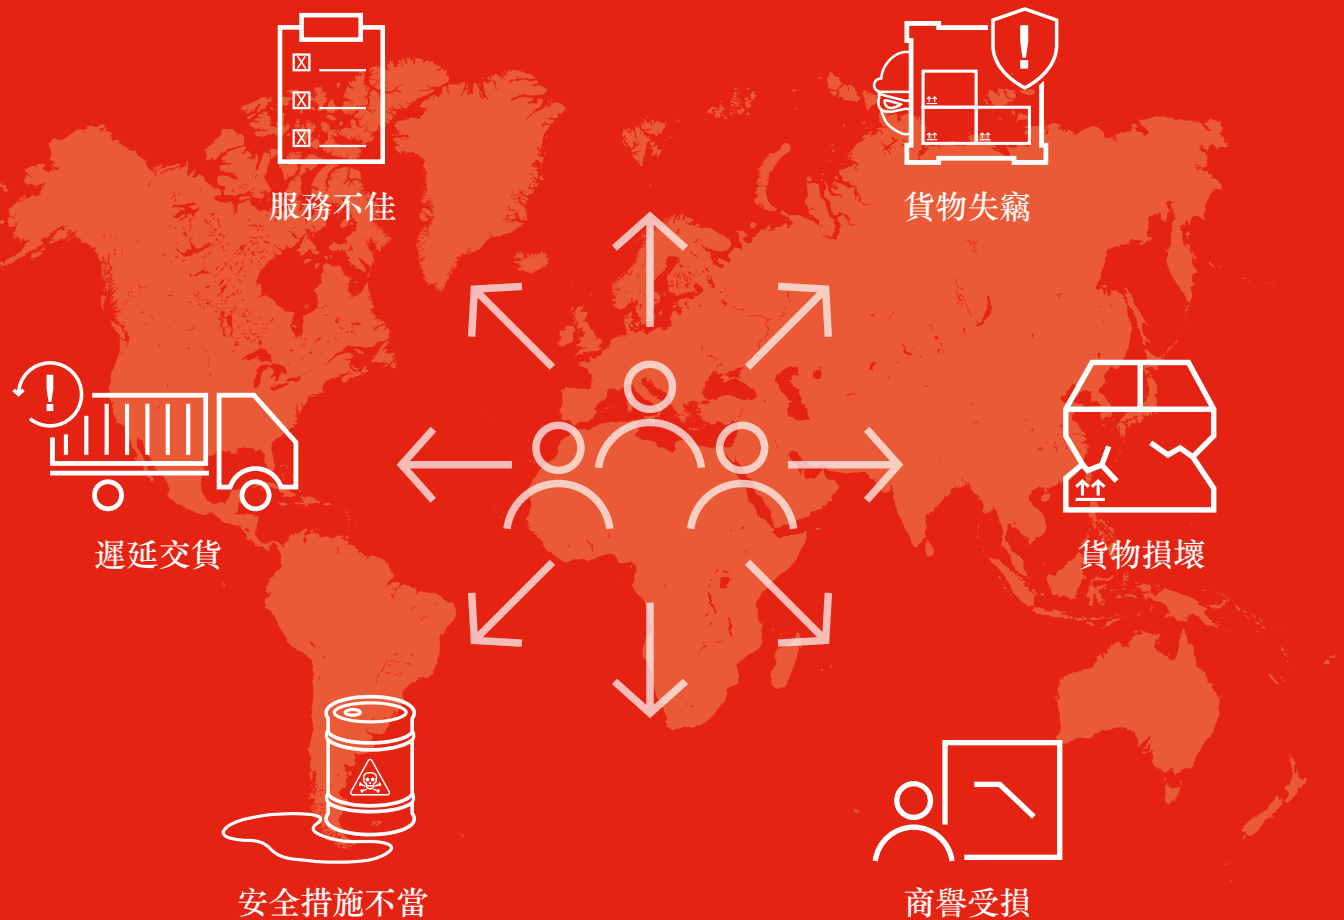 服務不佳
貨物失竊
遲延交貨
貨物損壞
安全措施不當
商譽受損